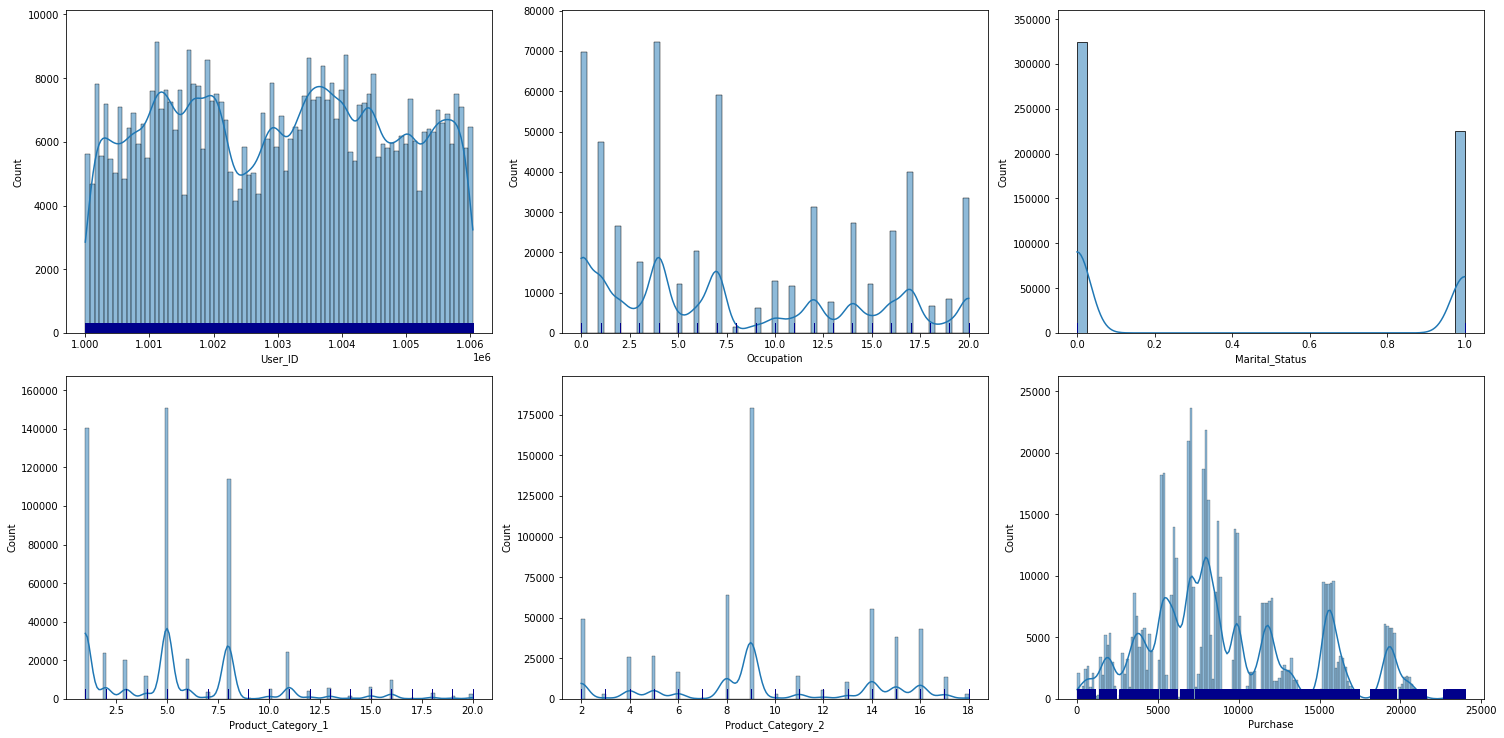 10000
8000
6000
4000
2000
0
Count
1.000 1.001 1.002 1.003 1.004 1.005 1.006
1e6
User_ID
80000
70000
60000
50000
40000
30000
20000
10000
0
Count
0.0 2.5 5.0 7.5 10.0 12.5 15.0 17.5 20.0
Occupation
350000
300000
250000
200000
150000
100000
50000
0
Count
0.0 0.2 0.4 0.6 0.8 1.0
Marital_Status
160000
140000
120000
100000
80000
60000
40000
20000
0
Count
2.5 5.0 7.5 10.0 12.5 15.0 17.5 20.0
Product_Category_1
175000
150000
125000
100000
75000
50000
25000
0
Count
2 4 6 8 10 12 14 16 18
Product_Category_2
25000
20000
15000
10000
5000
0
Count
0 5000 10000 15000 20000 25000
Purchase